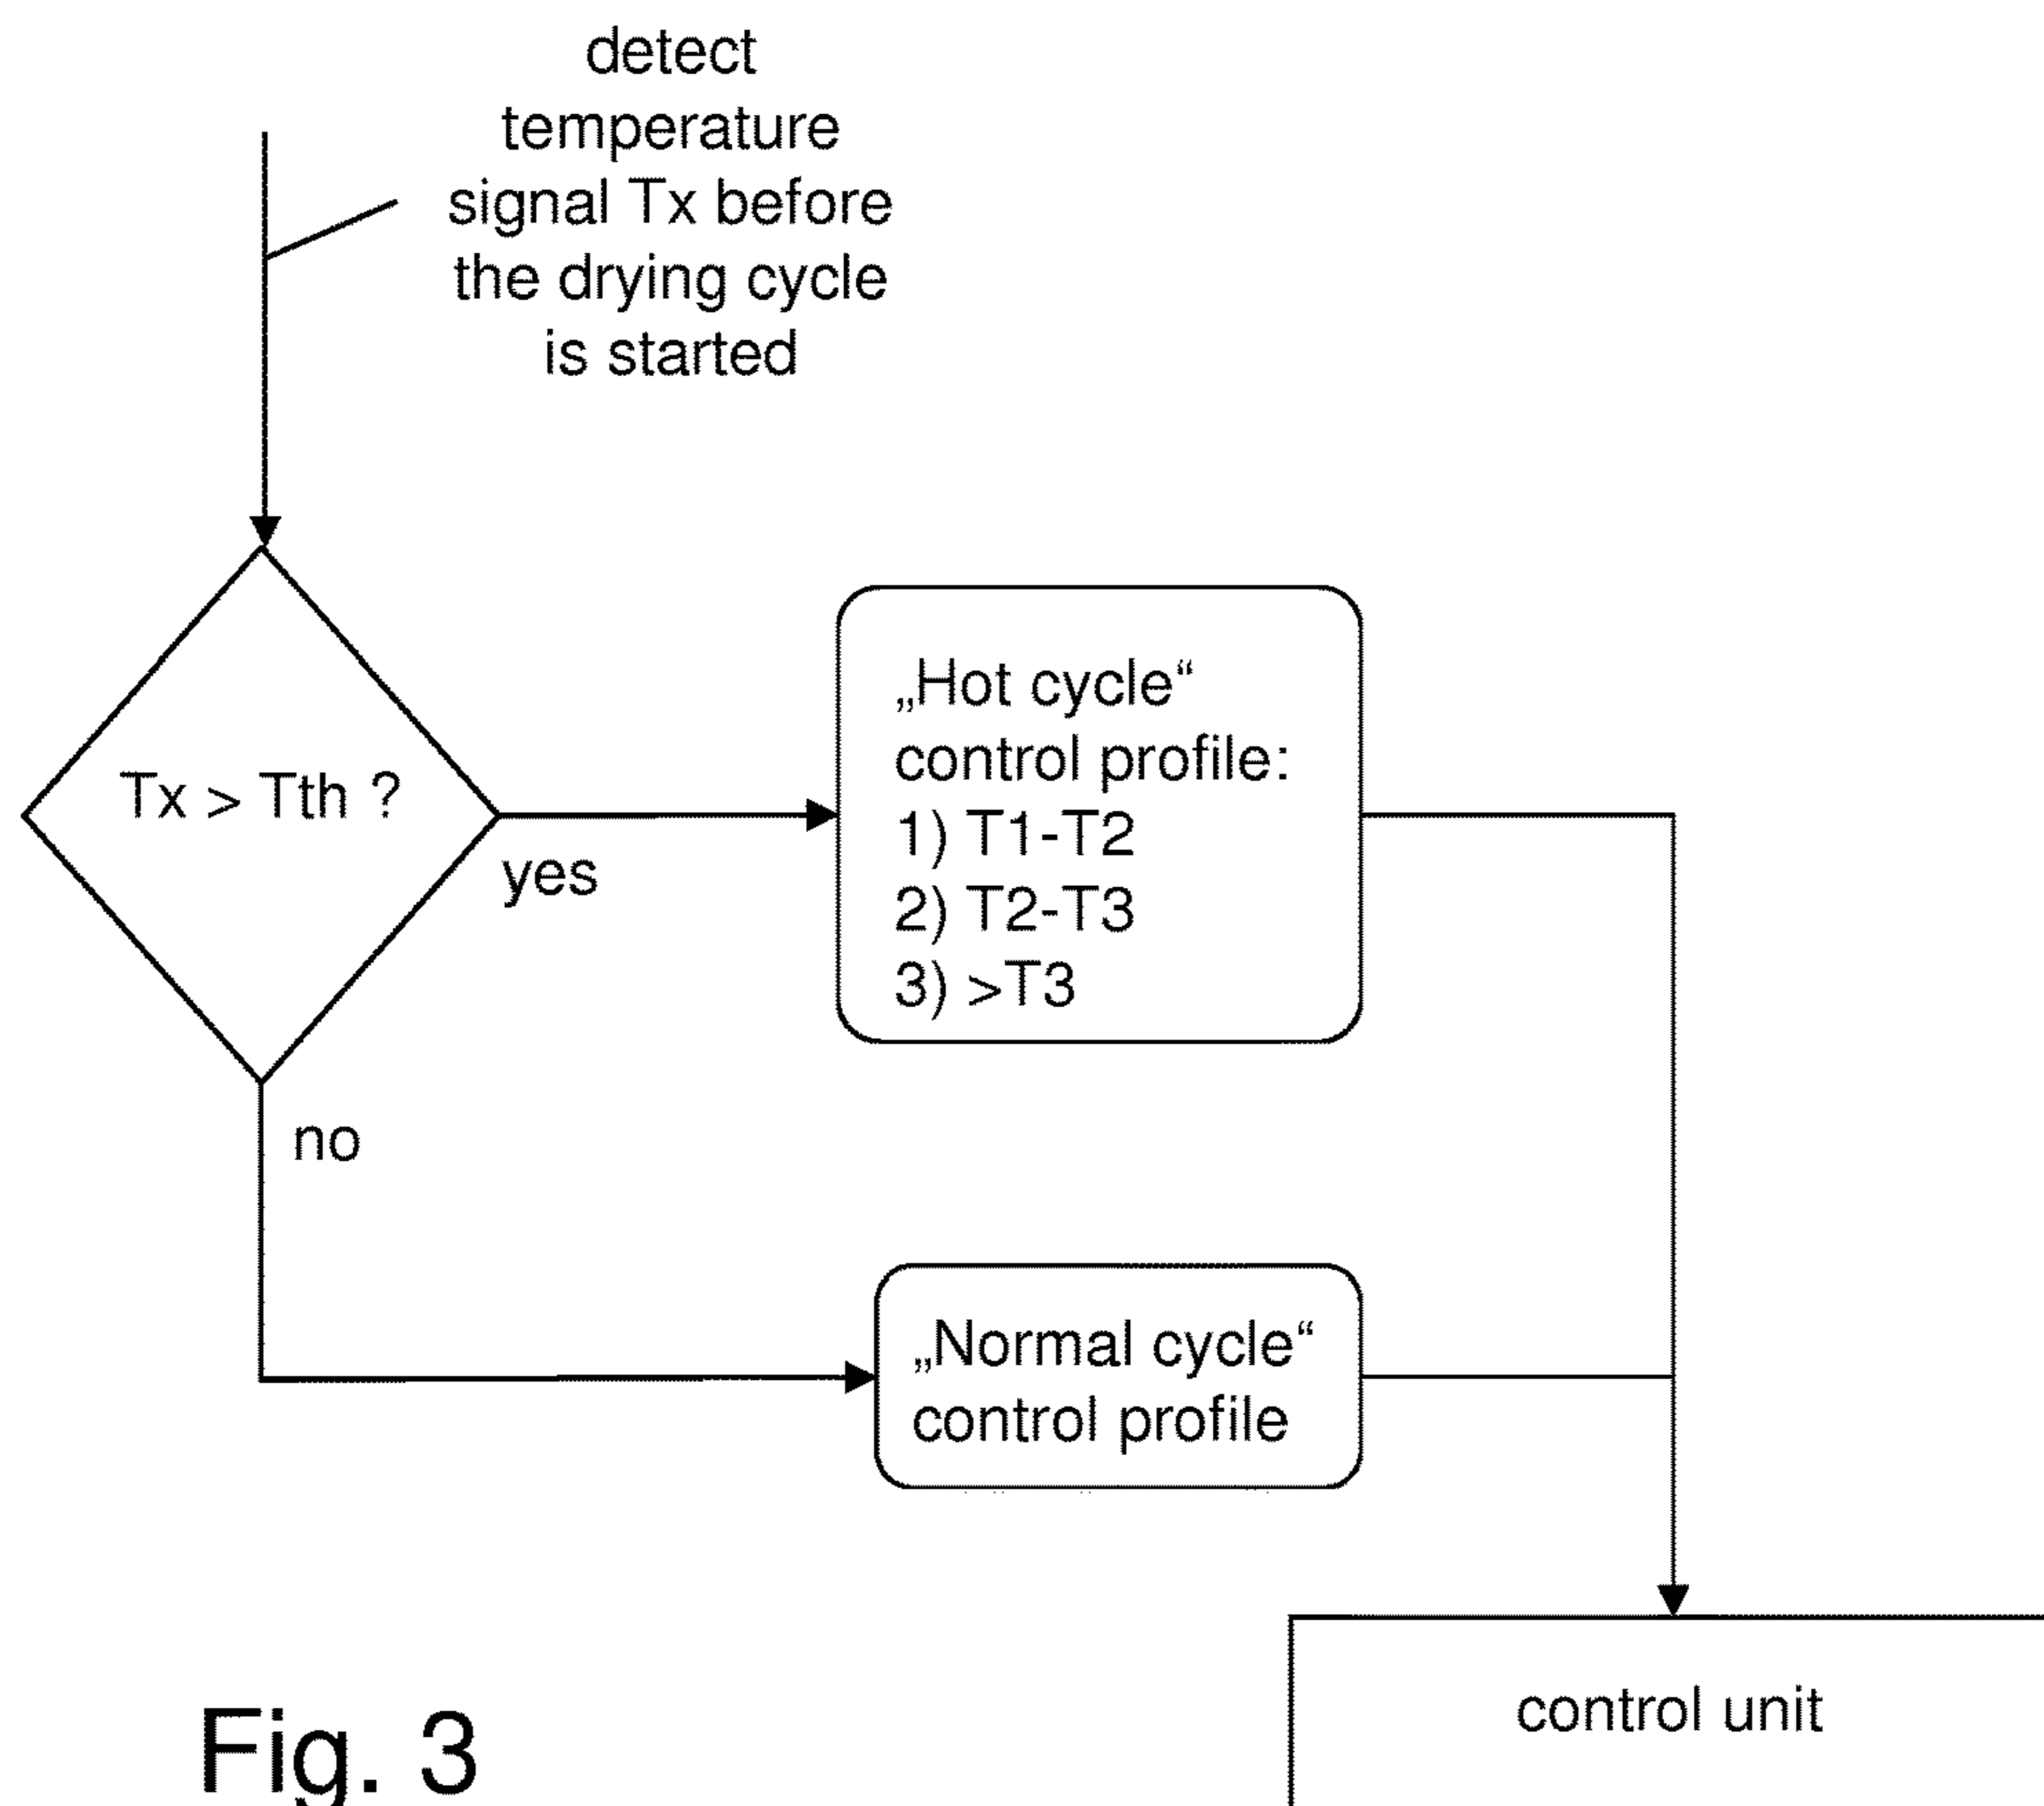 detect
temperature
signal Tx before
the drying cycle
is started
Tx > Tth ?
yes
„Hot cycle“
control profile:
1) T1-T2
2) T2-T3
3) >T3
no
„Normal cycle“
control profile
control unit
Fig. 3